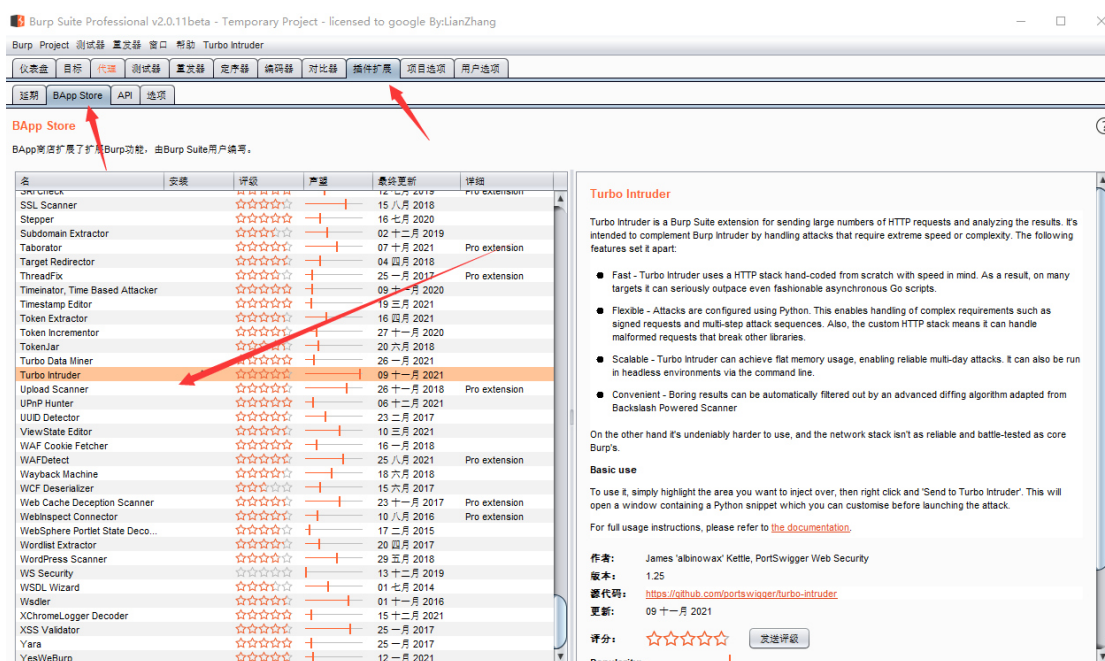 Burp Suite Professional v2.0.11beta - Temporary Project - licensed to google By:LianZhang
Burp Project 测试器 重发器 窗口 帮助 Turbo Intruder
仪表盘 目标 代理 测试器 重发器 定序器 编码器 对比器 插件扩展 项目选项 用户选项
延期 BApp Store API 选项
BApp Store
BApp商店扩展了扩展Burp功能，由Burp Suite用户编写。
名 安装 评级 声望 最终更新 详细
SRI Check 12 七月 2019 Pro extension
SSL Scanner 15 八月 2018
Stepper 16 七月 2020
Subdomain Extractor 02 十二月 2019
Taborator 07 十月 2021 Pro extension
Target Redirector 04 四月 2018
ThreadFix 25 一月 2017 Pro extension
Timeinator, Time Based Attacker 09 十一月 2020
Timestamp Editor 19 三月 2021
Token Extractor 16 四月 2021
Token Incrementor 27 十一月 2020
TokenJar 20 六月 2018
Turbo Data Miner 26 一月 2021
Turbo Intruder 09 十一月 2021
Upload Scanner 26 十一月 2018 Pro extension
UPnP Hunter 06 十二月 2021
UUID Detector 23 二月 2017
ViewState Editor 10 三月 2021
WAF Cookie Fetcher 16 一月 2018
WAFDetect 25 八月 2021 Pro extension
Wayback Machine 18 六月 2018
WCF Deserializer 15 六月 2017
Web Cache Deception Scanner 23 十一月 2017 Pro extension
WebInspect Connector 10 八月 2016 Pro extension
WebSphere Portlet State Deco... 17 二月 2015
Wordlist Extractor 20 四月 2017
WordPress Scanner 29 五月 2018
WS Security 13 十二月 2019
WSDL Wizard 01 七月 2014
Wsdler 01 十一月 2016
XChromeLogger Decoder 15 十二月 2021
XSS Validator 25 一月 2017
Yara 25 一月 2017
YesWeBurp 12 一月 2021
Turbo Intruder
Turbo Intruder is a Burp Suite extension for sending large numbers of HTTP requests and analyzing the results. It's
intended to complement Burp Intruder by handling attacks that require extreme speed or complexity. The following
features set it apart:
Fast - Turbo Intruder uses a HTTP stack hand-coded from scratch with speed in mind. As a result, on many
targets it can seriously outpace even fashionable asynchronous Go scripts.
Flexible - Attacks are configured using Python. This enables handling of complex requirements such as
signed requests and multi-step attack sequences. Also, the custom HTTP stack means it can handle
malformed requests that break other libraries.
Scalable - Turbo Intruder can achieve flat memory usage, enabling reliable multi-day attacks. It can also be run
in headless environments via the command line.
Convenient - Boring results can be automatically filtered out by an advanced diffing algorithm adapted from
Backslash Powered Scanner
On the other hand it's undeniably harder to use, and the network stack isn't as reliable and battle-tested as core
Burp's.
Basic use
To use it, simply highlight the area you want to inject over, then right click and 'Send to Turbo Intruder'. This will
open a window containing a Python snippet which you can customise before launching the attack.
For full usage instructions, please refer to the documentation.
作者: James 'albinowax' Kettle, PortSwigger Web Security
版本: 1.25
源代码: https://github.com/portswigger/turbo-intruder
更新: 09 十一月 2021
评分: 发送评级